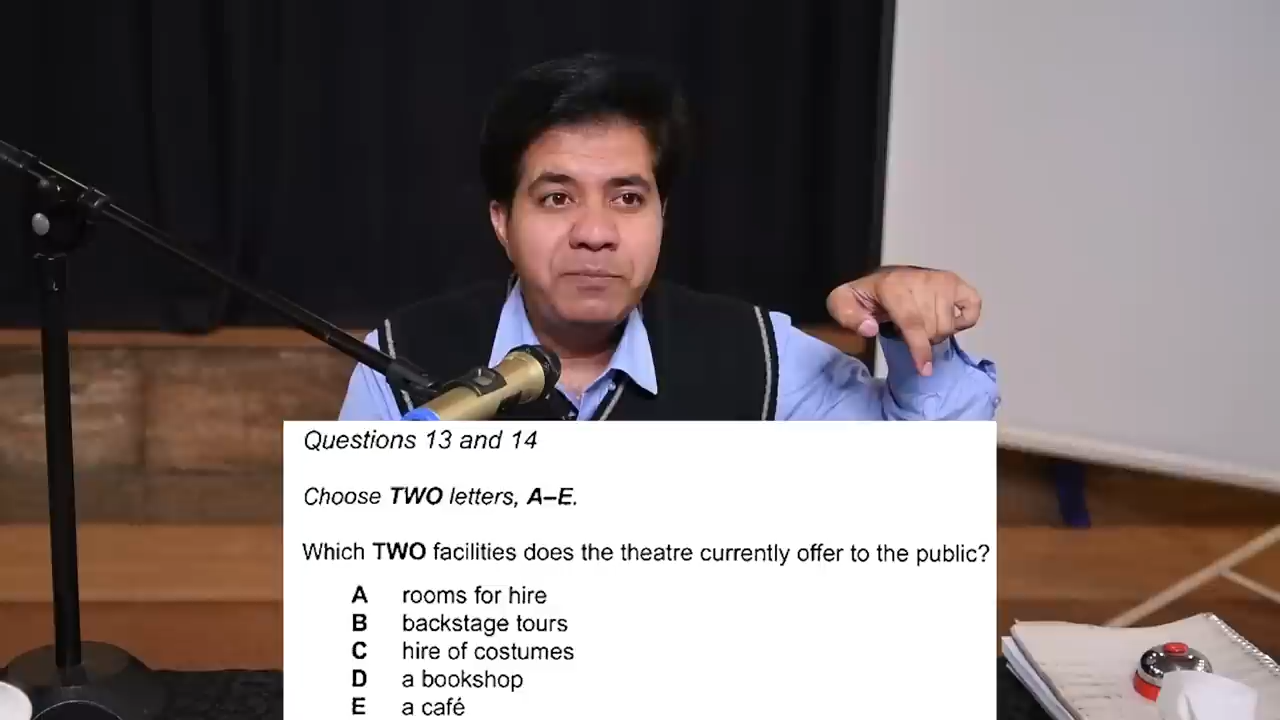 Questions 13 and 14
Choose TWO letters, A–E.
Which TWO facilities does the theatre currently offer to the public?
A rooms for hire
B backstage tours
C hire of costumes
D a bookshop
E a café